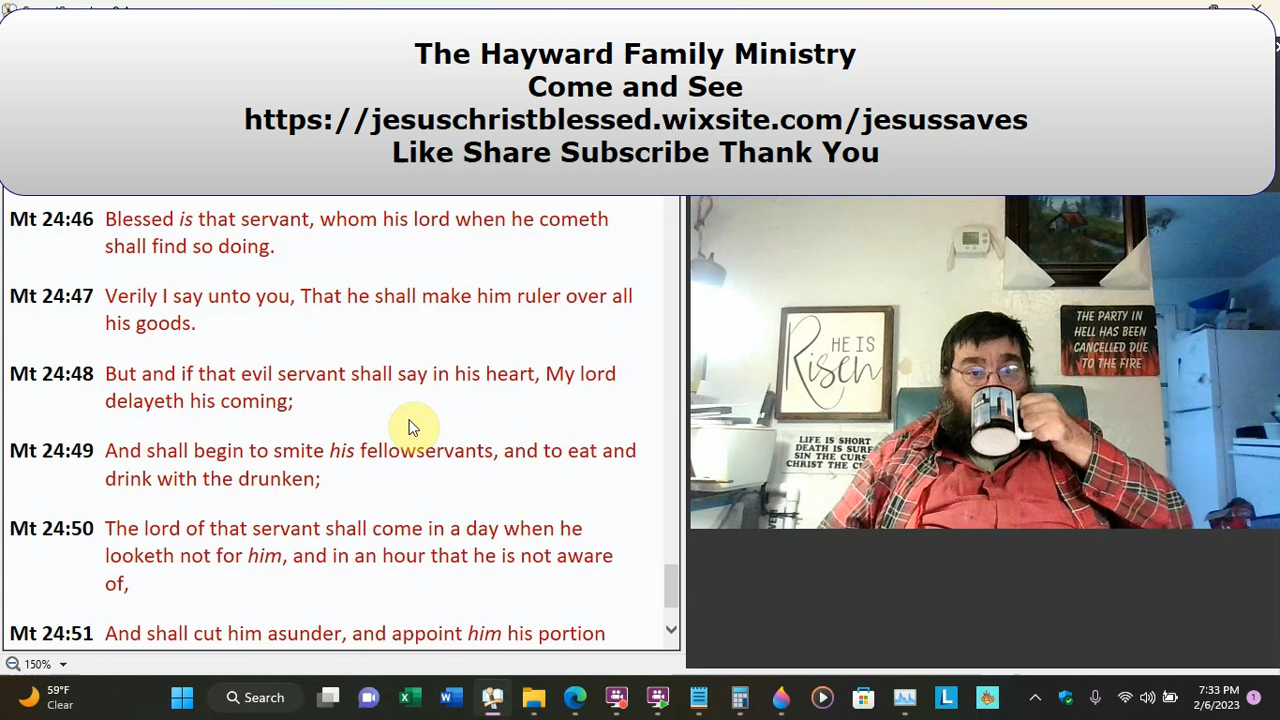 The Hayward Family Ministry
Come and See
https://jesuschristblessed.wixsite.com/jesussaves
Like Share Subscribe Thank You
Mt 24:46 Blessed is that servant, whom his lord when he cometh
shall find so doing.
Mt 24:47 Verily I say unto you, That he shall make him ruler over all
his goods.
Mt 24:48 But and if that evil servant shall say in his heart, My lord
delayeth his coming;
Mt 24:49 And shall begin to smite his fellowservants, and to eat and
drink with the drunken;
Mt 24:50 The lord of that servant shall come in a day when he
looketh not for him, and in an hour that he is not aware
of,
Mt 24:51 And shall cut him asunder, and appoint him his portion
150%
HE IS
Risen
THE PARTY IN
HELL HAS BEEN
CANCELLED DUE
TO THE FIRE
LIFE IS SHORT
DEATH IS SURE
SIN THE
CHRIST THE
59°F
Clear
Search
7:33 PM
2/6/2023
1